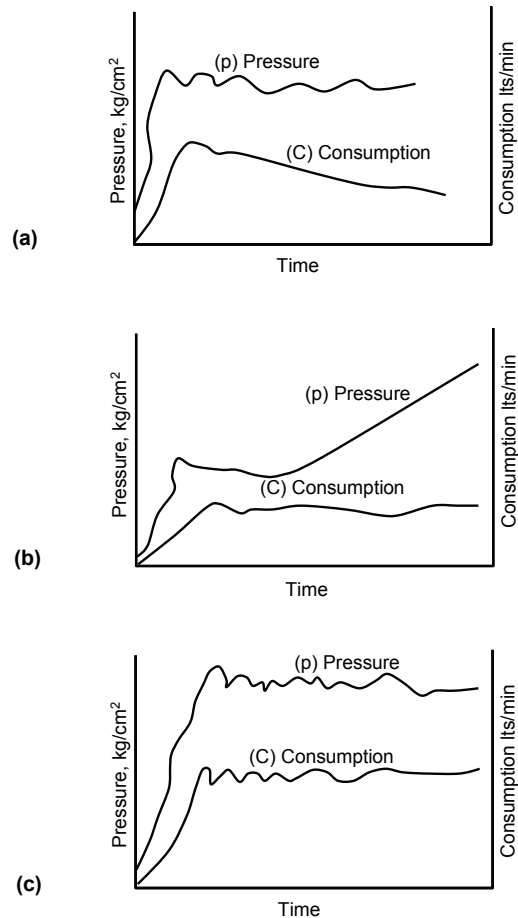 (p) Pressure
(C) Consumption
Pressure, kg/cm²
Consumption lts/min
(a)
Time
(p) Pressure
(C) Consumption
Pressure, kg/cm²
Consumption lts/min
(b)
Time
(p) Pressure
(C) Consumption
Pressure, kg/cm²
Consumption lts/min
(c)
Time